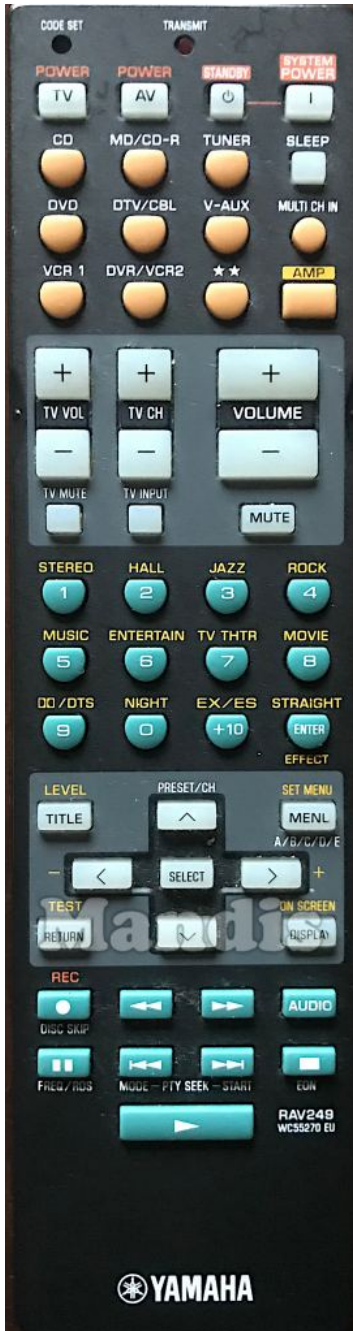 CODE SET TRANSMIT
POWER POWER STANDBY SYSTEM POWER
TV AV I
CD MD/CD-R TUNER SLEEP
DVD DTV/CBL V-AUX MULTI CH IN
VCR 1 DVR/VCR2 ★★ AMP
+ + +
TV VOL TV CH VOLUME
− − −
TV MUTE TV INPUT
MUTE
STEREO HALL JAZZ ROCK
1 2 3 4
MUSIC ENTERTAIN TV THTR MOVIE
5 6 7 8
DD/DTS NIGHT EX/ES STRAIGHT
9 0 +10 ENTER
EFFECT
LEVEL PRESET/CH SET MENU
TITLE MENU
A/B/C/D/E
− SELECT +
TEST ON SCREEN
RETURN DISPLAY
Mandis
REC
AUDIO
DISC SKIP
FREQ/RDS MODE − PTY SEEK − START EON
RAV249
WC55270 EU
YAMAHA